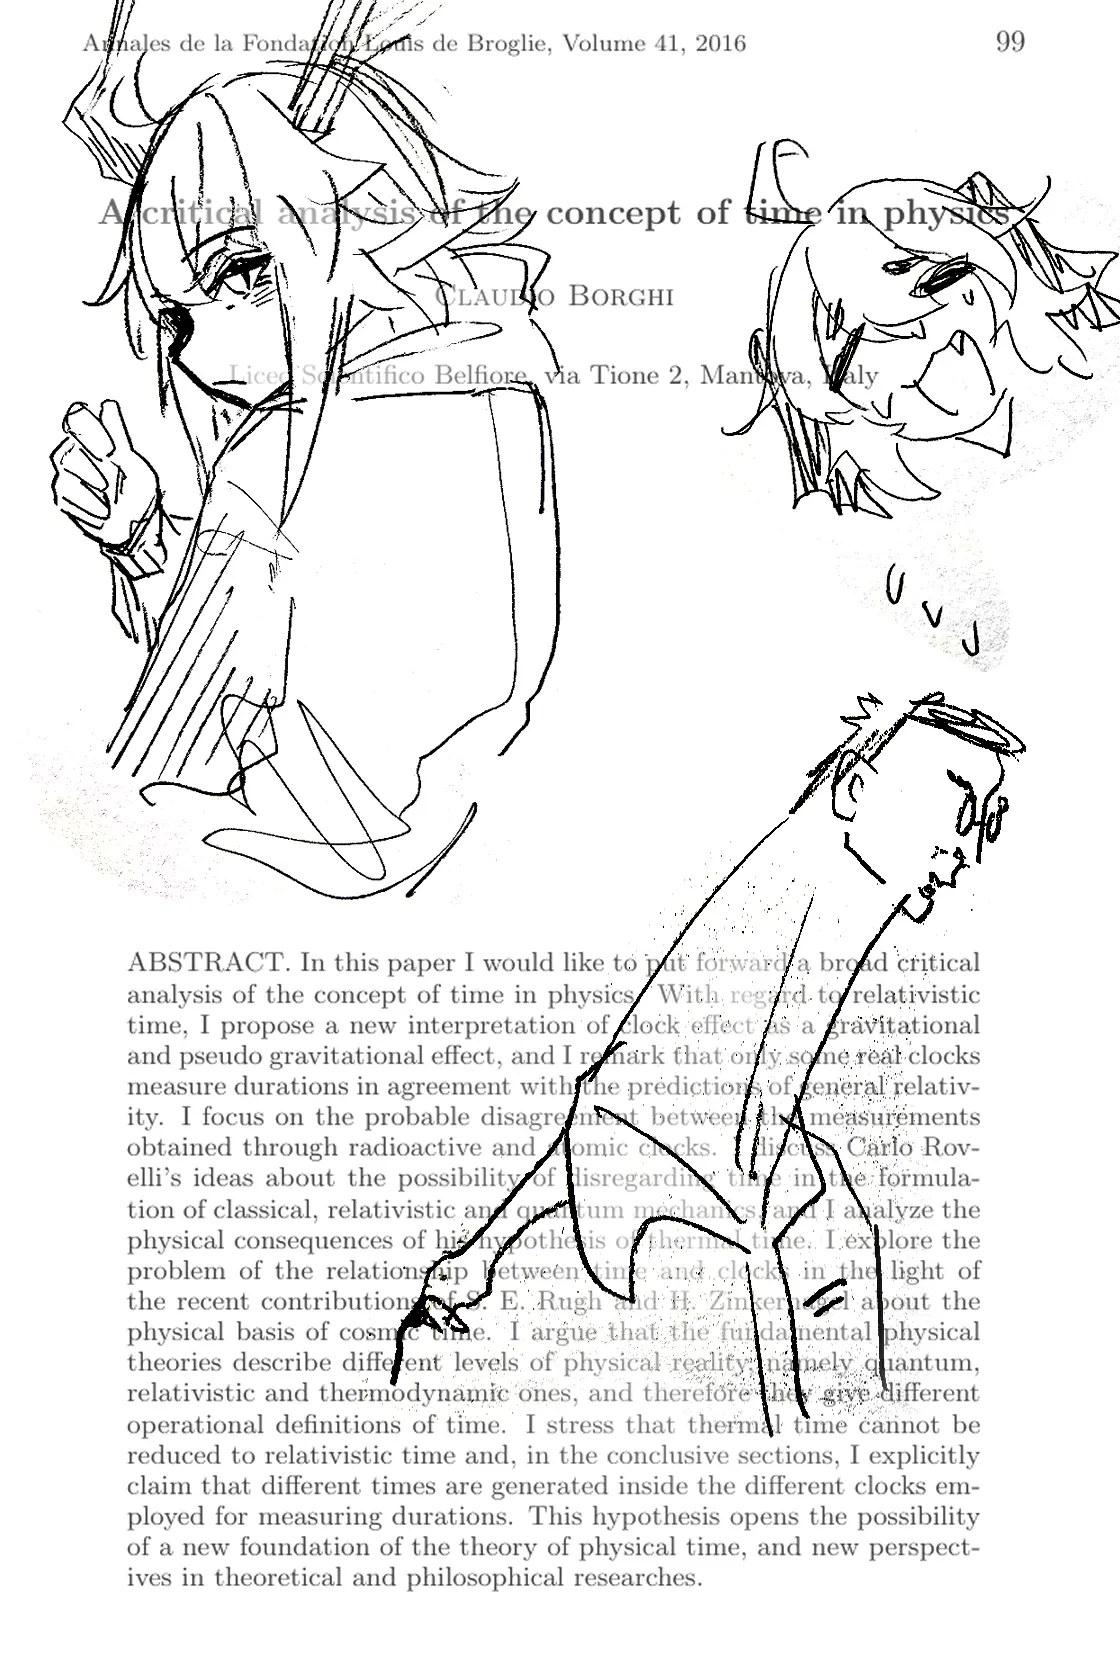 Annales de la Fondation Louis de Broglie, Volume 41, 2016 99
A critical analysis of the concept of time in physics
CLAUDIO BORGHI
Liceo Scientifico Belfiore, via Tione 2, Mantova, Italy
ABSTRACT. In this paper I would like to put forward a broad critical
analysis of the concept of time in physics. With regard to relativistic
time, I propose a new interpretation of clock effect as a gravitational
and pseudo gravitational effect, and I remark that only some real clocks
measure durations in agreement with the predictions of general relativ-
ity. I focus on the probable disagreement between the measurements
obtained through radioactive and atomic clocks. I discuss Carlo Rov-
elli's ideas about the possibility of disregarding time in the formula-
tion of classical, relativistic and quantum mechanics, and I analyze the
physical consequences of his hypothesis of thermal time. I explore the
problem of the relationship between time and clocks in the light of
the recent contributions of S. E. Rugh and H. Zinkernagel about the
physical basis of cosmic time. I argue that the fundamental physical
theories describe different levels of physical reality, namely quantum,
relativistic and thermodynamic ones, and therefore they give different
operational definitions of time. I stress that thermal time cannot be
reduced to relativistic time and, in the conclusive sections, I explicitly
claim that different times are generated inside the different clocks em-
ployed for measuring durations. This hypothesis opens the possibility
of a new foundation of the theory of physical time, and new perspect-
ives in theoretical and philosophical researches.